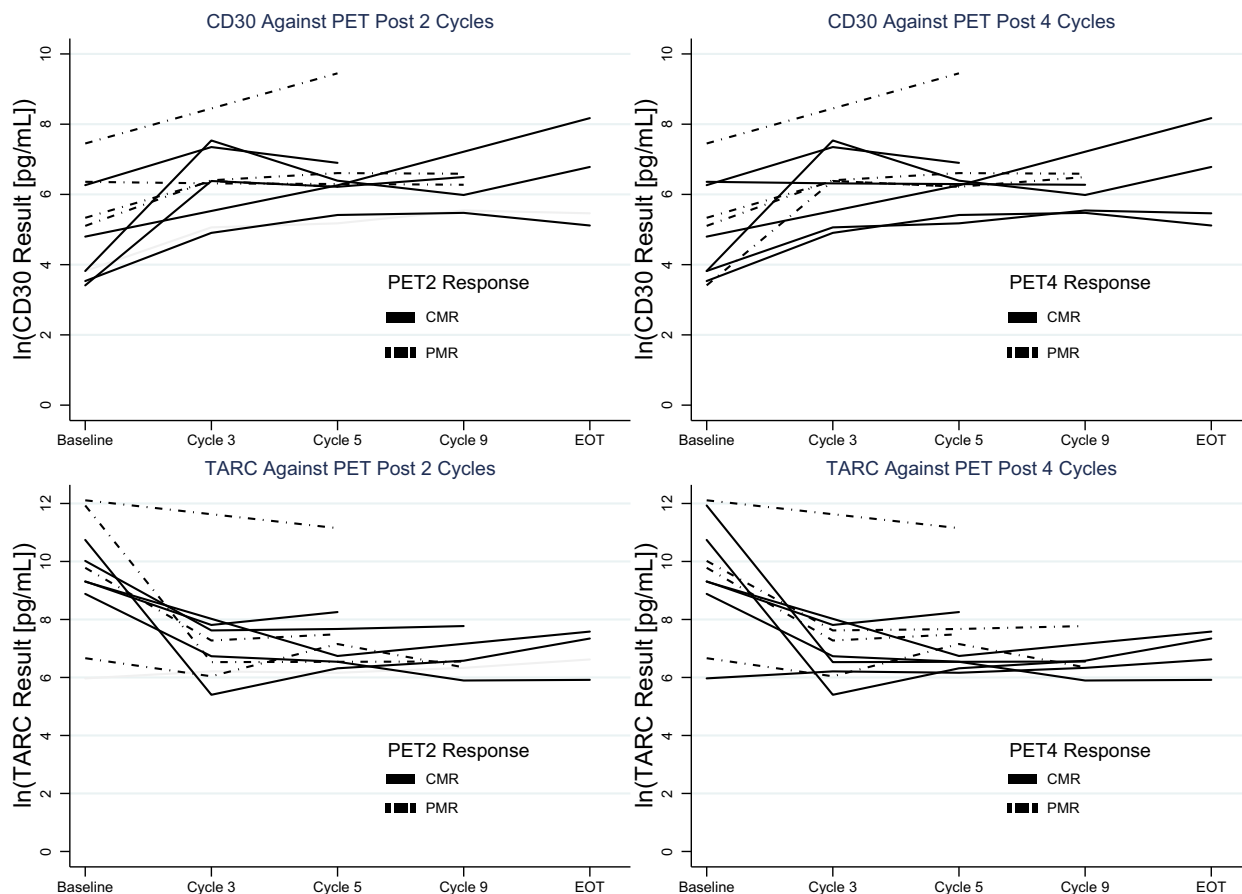 CD30 Against PET Post 2 Cycles
ln(CD30 Result [pg/mL])
10
8
6
4
2
0
PET2 Response
CMR
PMR
Baseline Cycle 3 Cycle 5 Cycle 9 EOT
CD30 Against PET Post 4 Cycles
ln(CD30 Result [pg/mL])
10
8
6
4
2
0
PET4 Response
CMR
PMR
Baseline Cycle 3 Cycle 5 Cycle 9 EOT
TARC Against PET Post 2 Cycles
ln(TARC Result [pg/mL])
12
10
8
6
4
2
0
PET2 Response
CMR
PMR
Baseline Cycle 3 Cycle 5 Cycle 9 EOT
TARC Against PET Post 4 Cycles
ln(TARC Result [pg/mL])
12
10
8
6
4
2
0
PET4 Response
CMR
PMR
Baseline Cycle 3 Cycle 5 Cycle 9 EOT